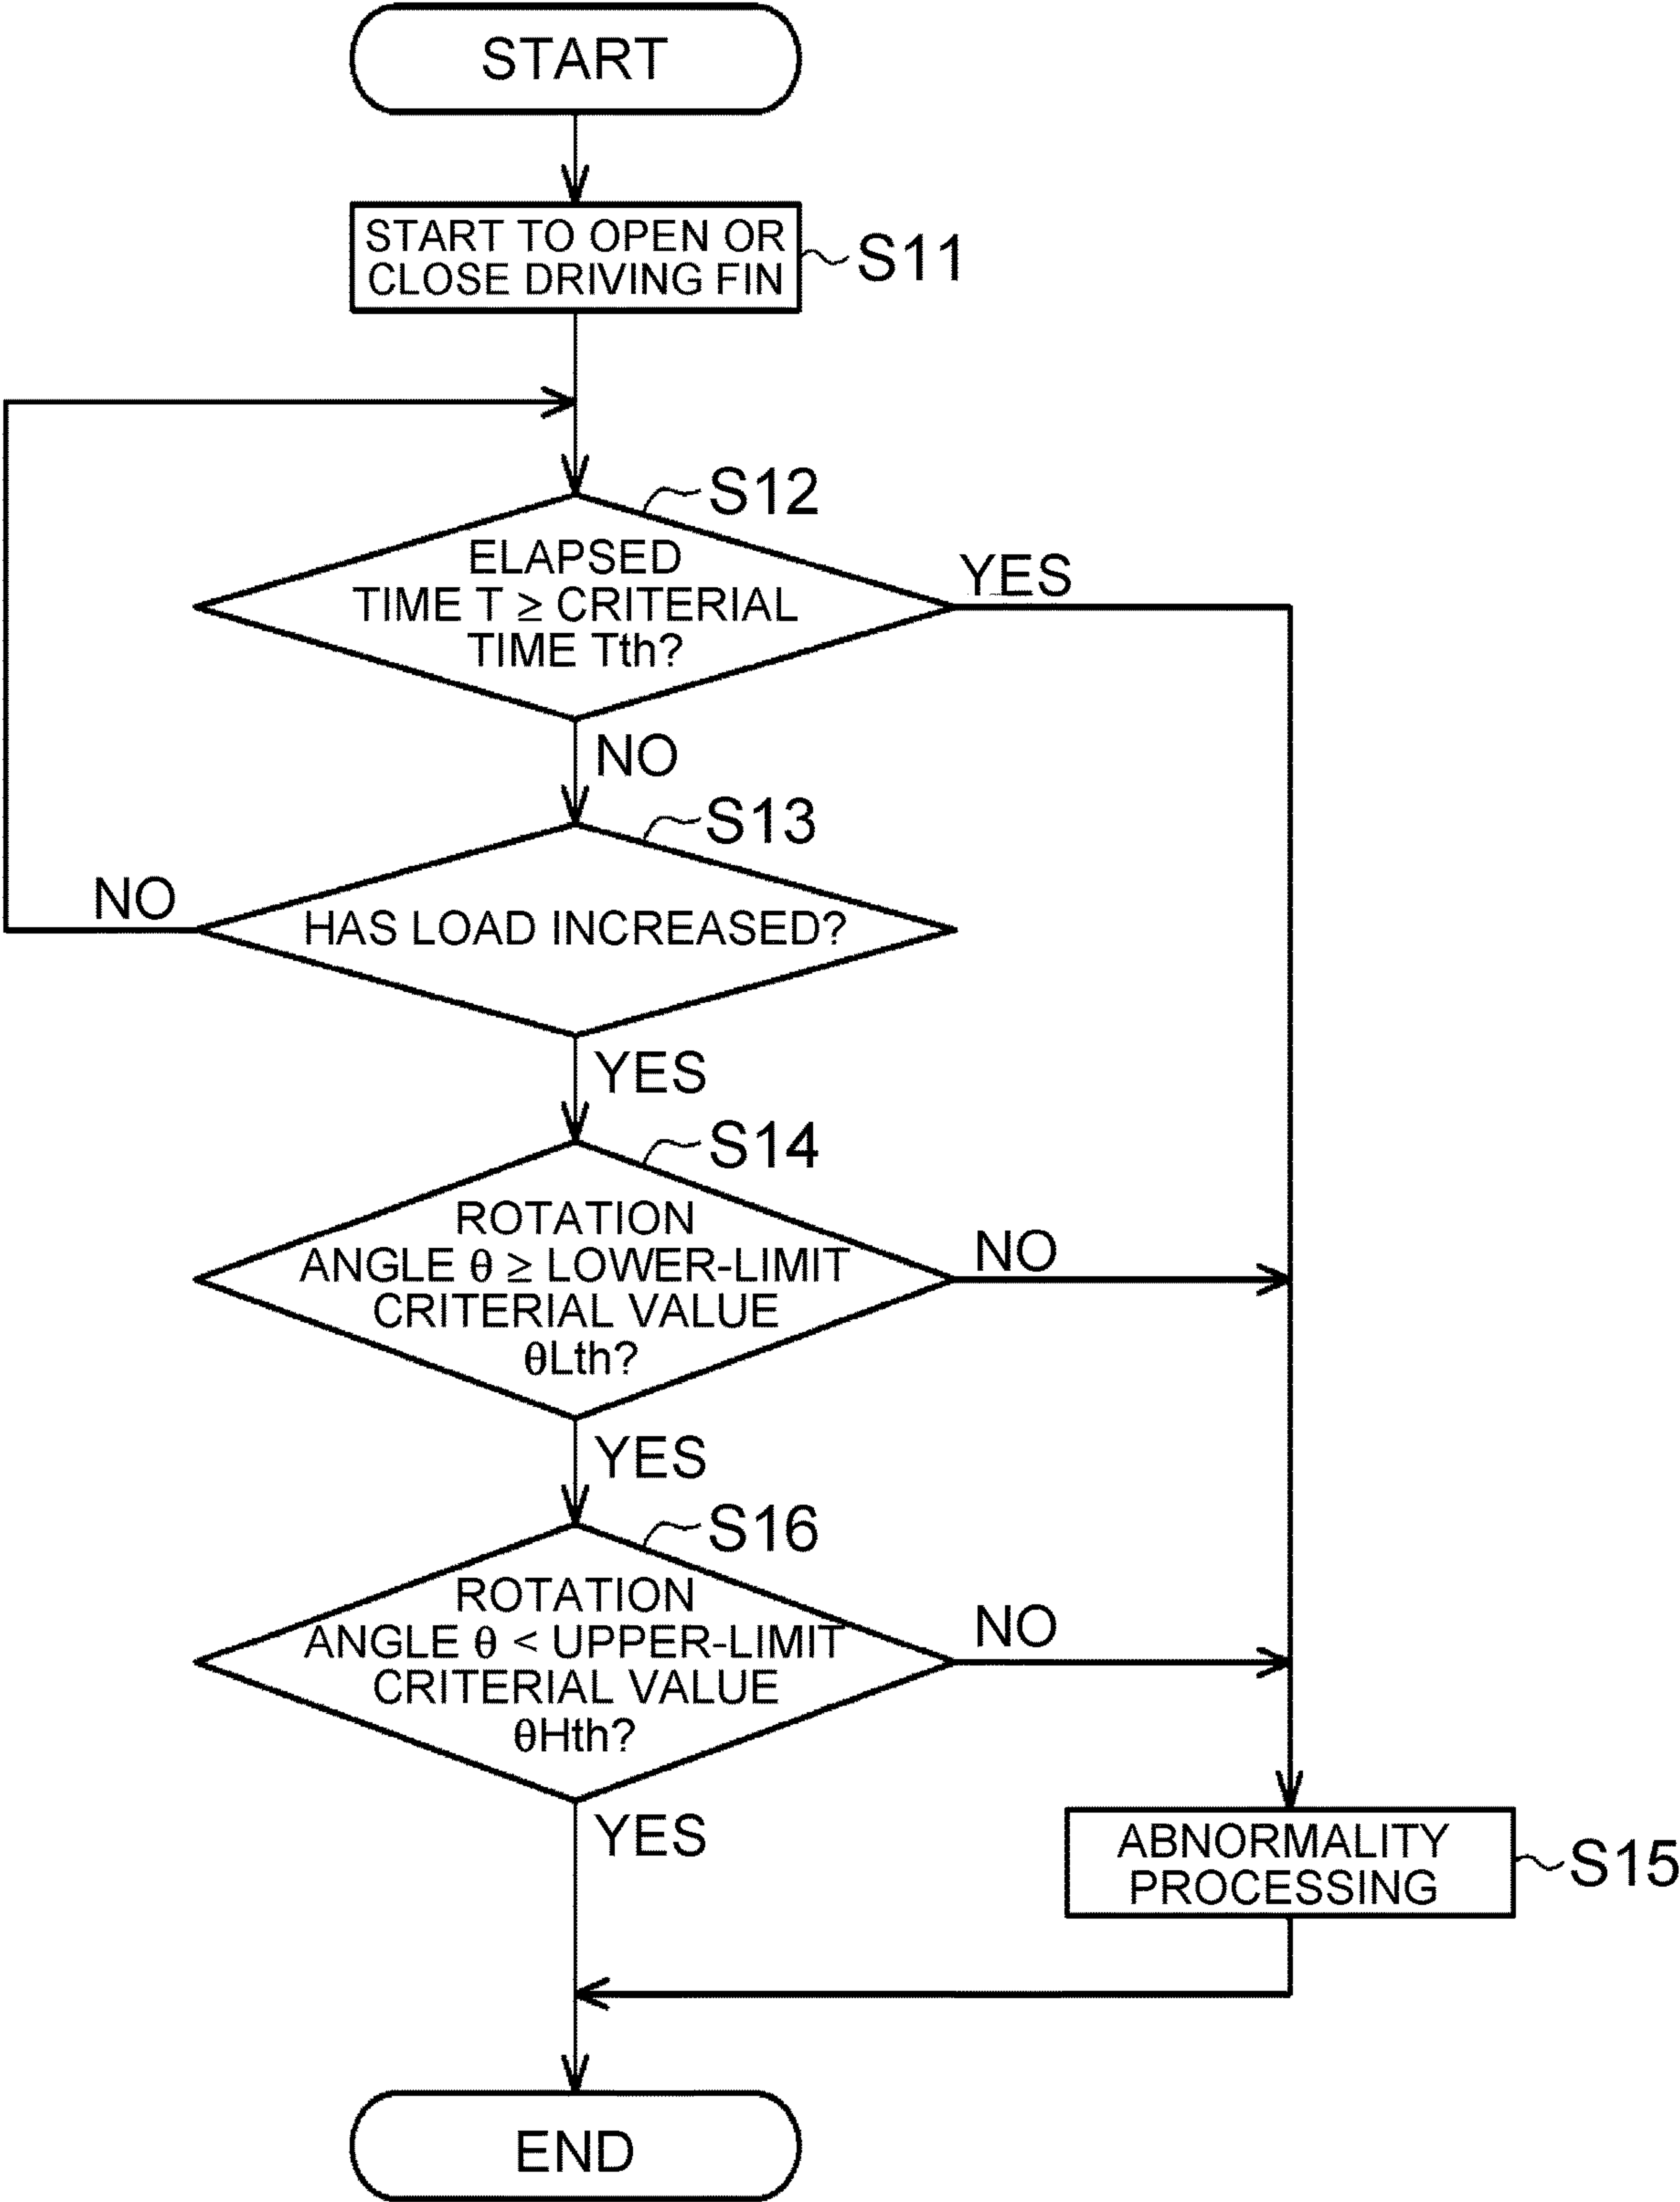 START
START TO OPEN OR
CLOSE DRIVING FIN
S11
S12
ELAPSED
TIME T ≥ CRITERIAL
TIME Tth?
YES
NO
S13
HAS LOAD INCREASED?
NO
YES
S14
ROTATION
ANGLE θ ≥ LOWER-LIMIT
CRITERIAL VALUE
θLth?
NO
YES
S16
ROTATION
ANGLE θ < UPPER-LIMIT
CRITERIAL VALUE
θHth?
NO
YES
ABNORMALITY
PROCESSING
S15
END